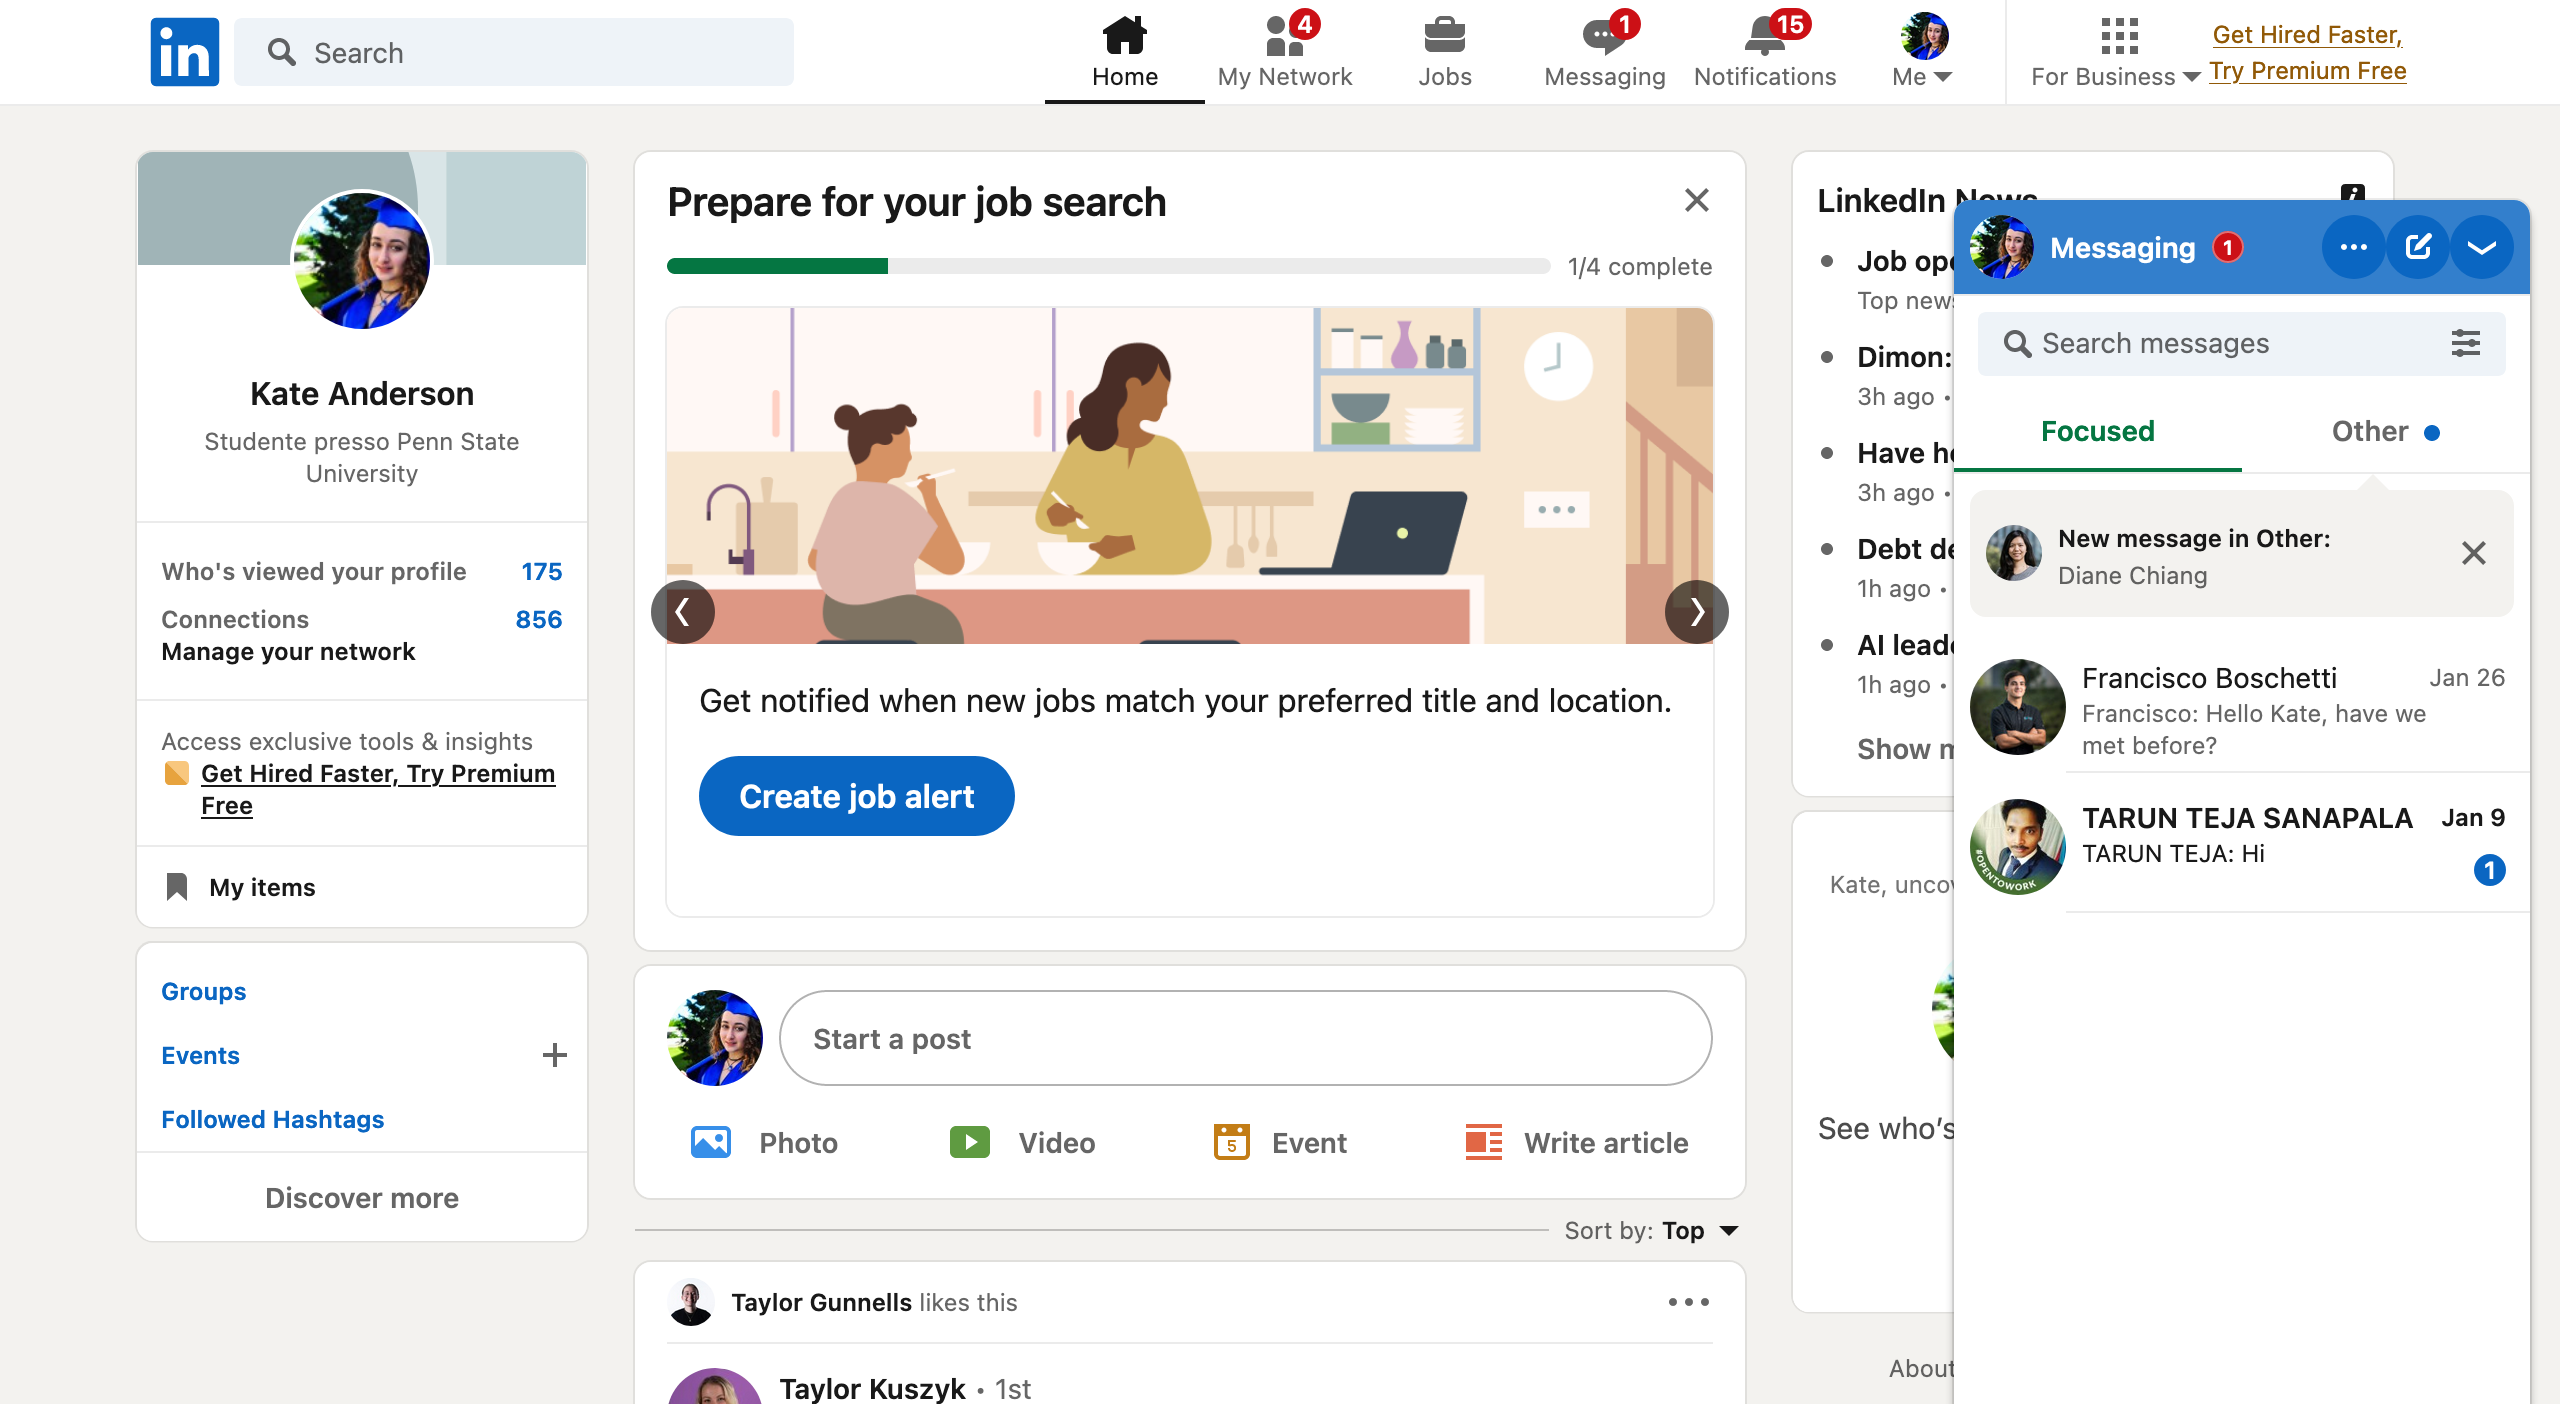 in
Search
Home
4
My Network
Jobs
1
Messaging
15
Notifications
Me
For Business
Get Hired Faster,
Try Premium Free
Kate Anderson
Studente presso Penn State
University
Who's viewed your profile 175
Connections 856
Manage your network
Access exclusive tools & insights
Get Hired Faster, Try Premium
Free
My items
Groups
Events
Followed Hashtags
Discover more
Prepare for your job search
1/4 complete
Get notified when new jobs match your preferred title and location.
Create job alert
Start a post
Photo
Video
5
Event
Write article
Sort by: Top
Taylor Gunnells likes this
Taylor Kuszyk • 1st
LinkedIn News
Job ope
Top news
Dimon:
3h ago •
Have h
3h ago •
Debt de
1h ago •
AI lead
1h ago •
Show m
Kate, unco
See who's
About
Messaging 1
Search messages
Focused
Other
New message in Other:
Diane Chiang
Francisco Boschetti Jan 26
Francisco: Hello Kate, have we
met before?
TARUN TEJA SANAPALA Jan 9
TARUN TEJA: Hi
1
#OPENTOWORK